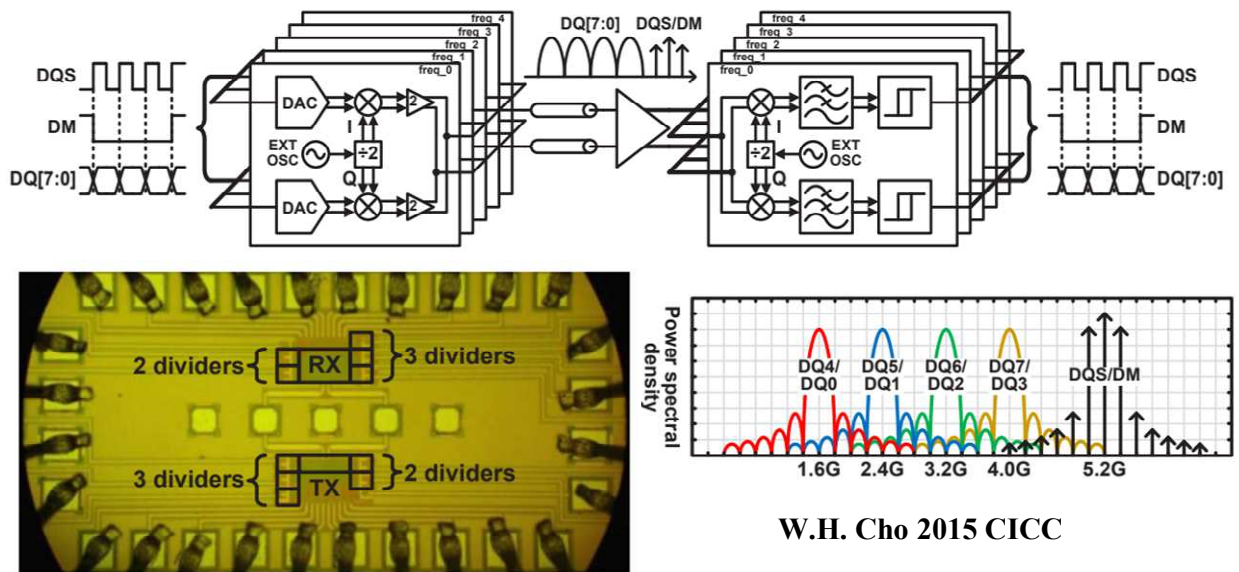 freq_4
freq_3
freq_2
freq_1
freq_0
DQ[7:0] DQS/DM
freq_4
freq_3
freq_2
freq_1
freq_0
DQS
DM
DQ[7:0]
DAC
2
I
EXT
OSC
÷2
Q
DAC
2
I
÷2
EXT
OSC
Q
DQS
DM
DQ[7:0]
2 dividers
RX
3 dividers
3 dividers
TX
2 dividers
Power spectral
density
DQ4/
DQ0
DQ5/
DQ1
DQ6/
DQ2
DQ7/
DQ3
DQS/DM
1.6G 2.4G 3.2G 4.0G 5.2G
W.H. Cho 2015 CICC